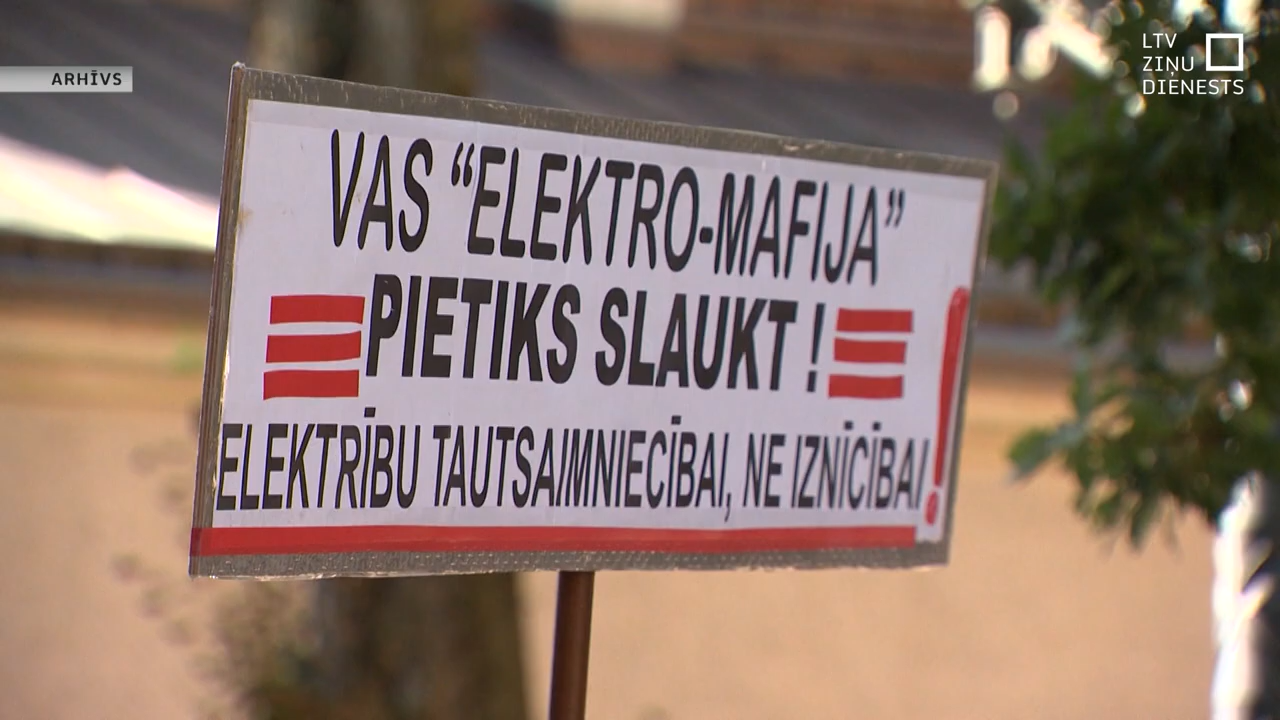 ARHĪVS
LTV
ZIŅU
DIENESTS
VAS “ELEKTRO-MAFIJA”
PIETIKS SLAUKT !
ELEKTRĪBU TAUTSAIMNIECĪBAI, NE IZNĪCĪBAI!